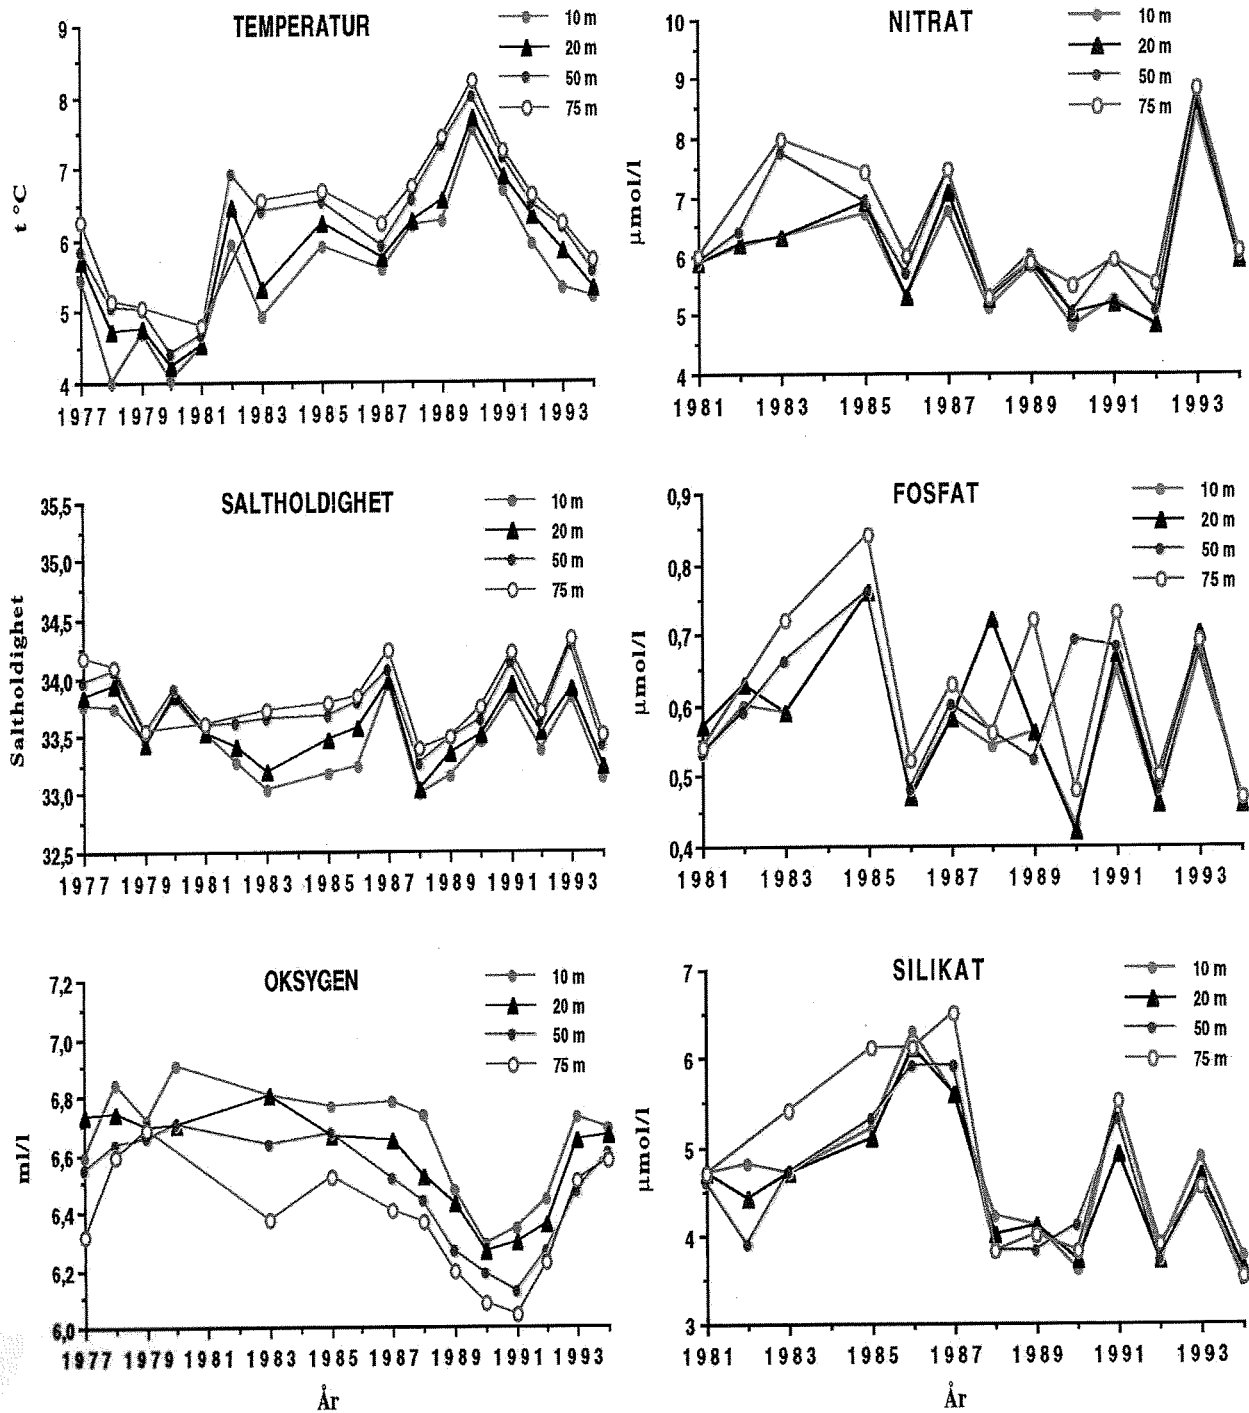 TEMPERATUR
10 m
20 m
50 m
75 m
9
8
7
6
5
4
t °C
1977 1979 1981 1983 1985 1987 1989 1991 1993
NITRAT
10 m
20 m
50 m
75 m
10
9
8
7
6
5
4
µmol/l
1981 1983 1985 1987 1989 1991 1993
SALTHOLDIGHET
10 m
20 m
50 m
75 m
35,5
35,0
34,5
34,0
33,5
33,0
32,5
Saltholdighet
1977 1979 1981 1983 1985 1987 1989 1991 1993
FOSFAT
10 m
20 m
50 m
75 m
0,9
0,8
0,7
0,6
0,5
0,4
µmol/l
1981 1983 1985 1987 1989 1991 1993
OKSYGEN
10 m
20 m
50 m
75 m
7,2
7,0
6,8
6,6
6,4
6,2
6,0
ml/l
1977 1979 1981 1983 1985 1987 1989 1991 1993
År
SILIKAT
10 m
20 m
50 m
75 m
7
6
5
4
3
µmol/l
1981 1983 1985 1987 1989 1991 1993
År